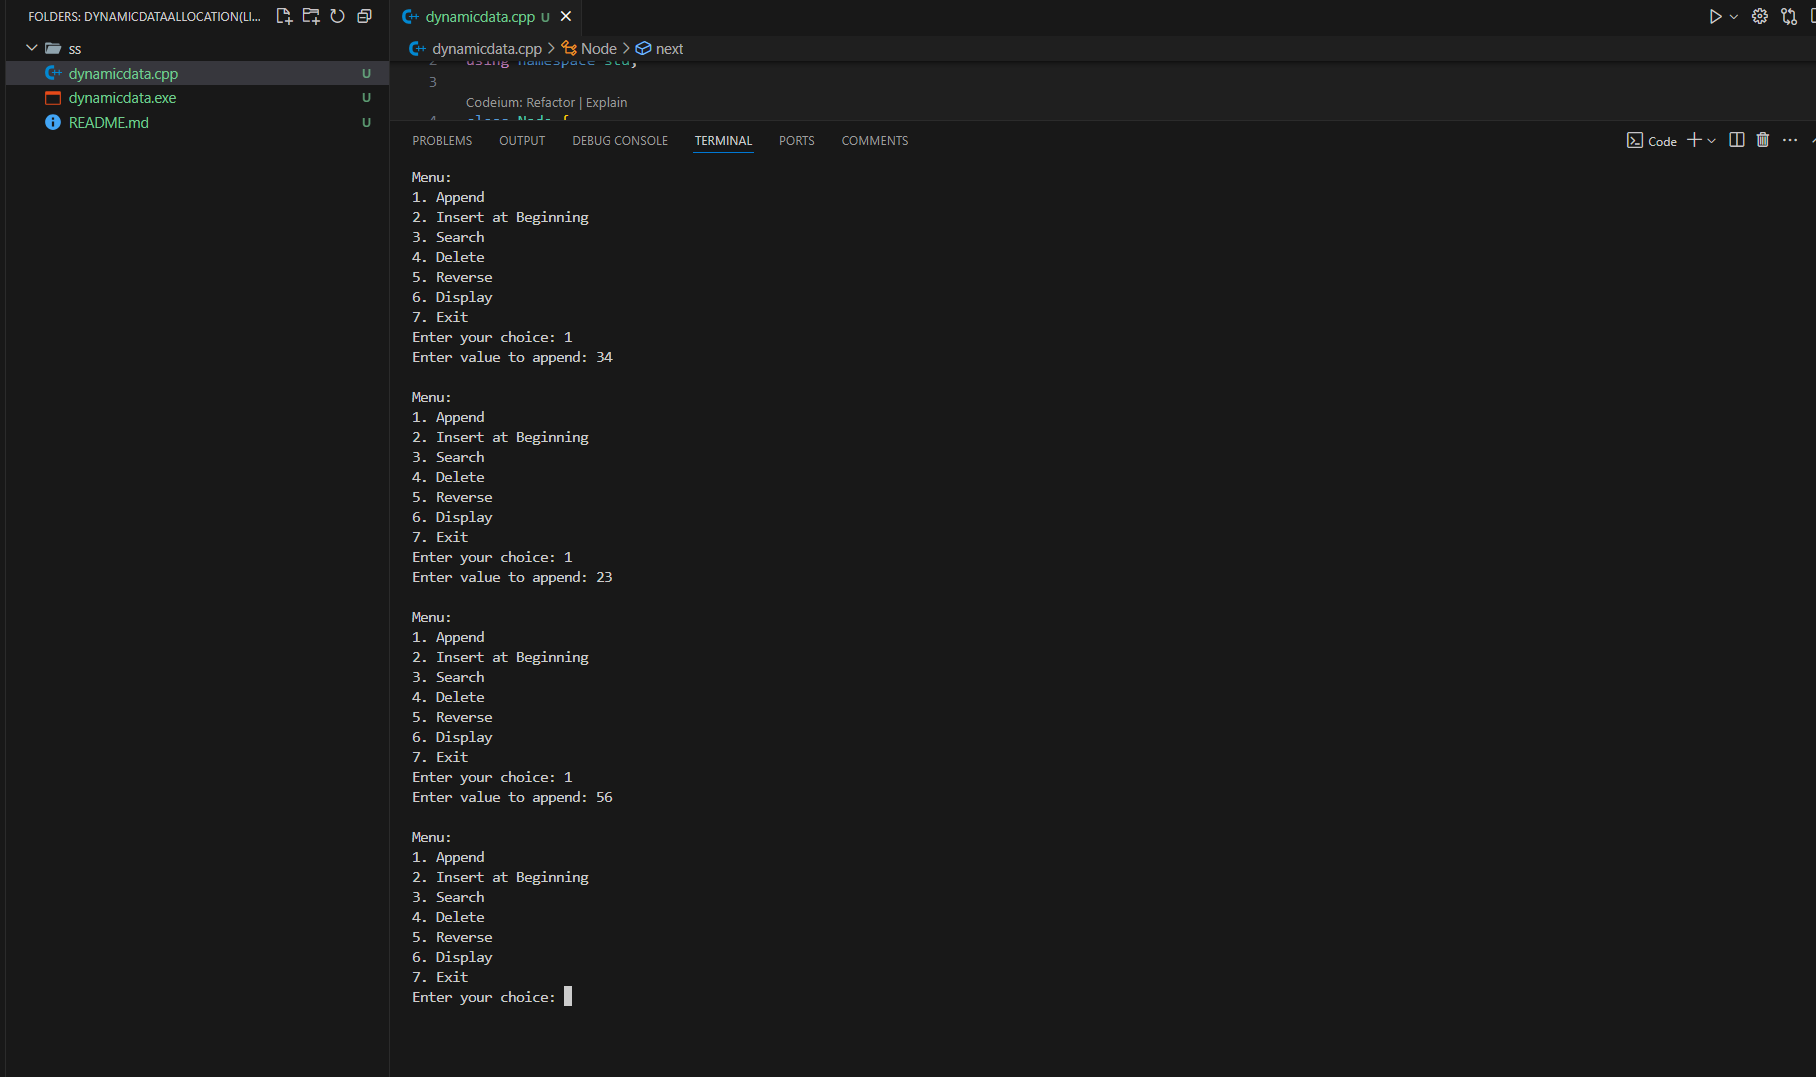 FOLDERS: DYNAMICDATAALLOCATION(LI...
ss
dynamicdata.cpp U
dynamicdata.exe U
README.md U
dynamicdata.cpp U
dynamicdata.cpp > Node > next
2 using namespace std;
3
Codeium: Refactor | Explain
4 class Node {
PROBLEMS OUTPUT DEBUG CONSOLE TERMINAL PORTS COMMENTS
Code
Menu:
1. Append
2. Insert at Beginning
3. Search
4. Delete
5. Reverse
6. Display
7. Exit
Enter your choice: 1
Enter value to append: 34
Menu:
1. Append
2. Insert at Beginning
3. Search
4. Delete
5. Reverse
6. Display
7. Exit
Enter your choice: 1
Enter value to append: 23
Menu:
1. Append
2. Insert at Beginning
3. Search
4. Delete
5. Reverse
6. Display
7. Exit
Enter your choice: 1
Enter value to append: 56
Menu:
1. Append
2. Insert at Beginning
3. Search
4. Delete
5. Reverse
6. Display
7. Exit
Enter your choice: